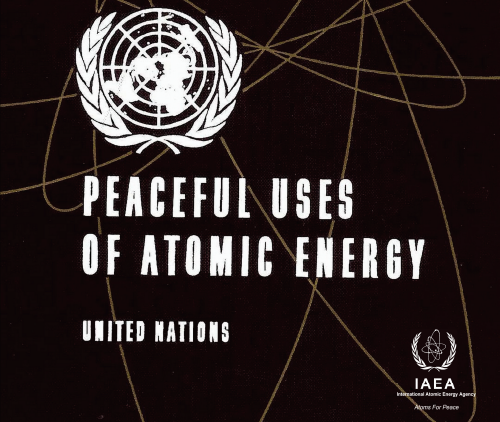 PEACEFUL USES
OF ATOMIC ENERGY
UNITED NATIONS
IAEA
International Atomic Energy Agency
Atoms For Peace